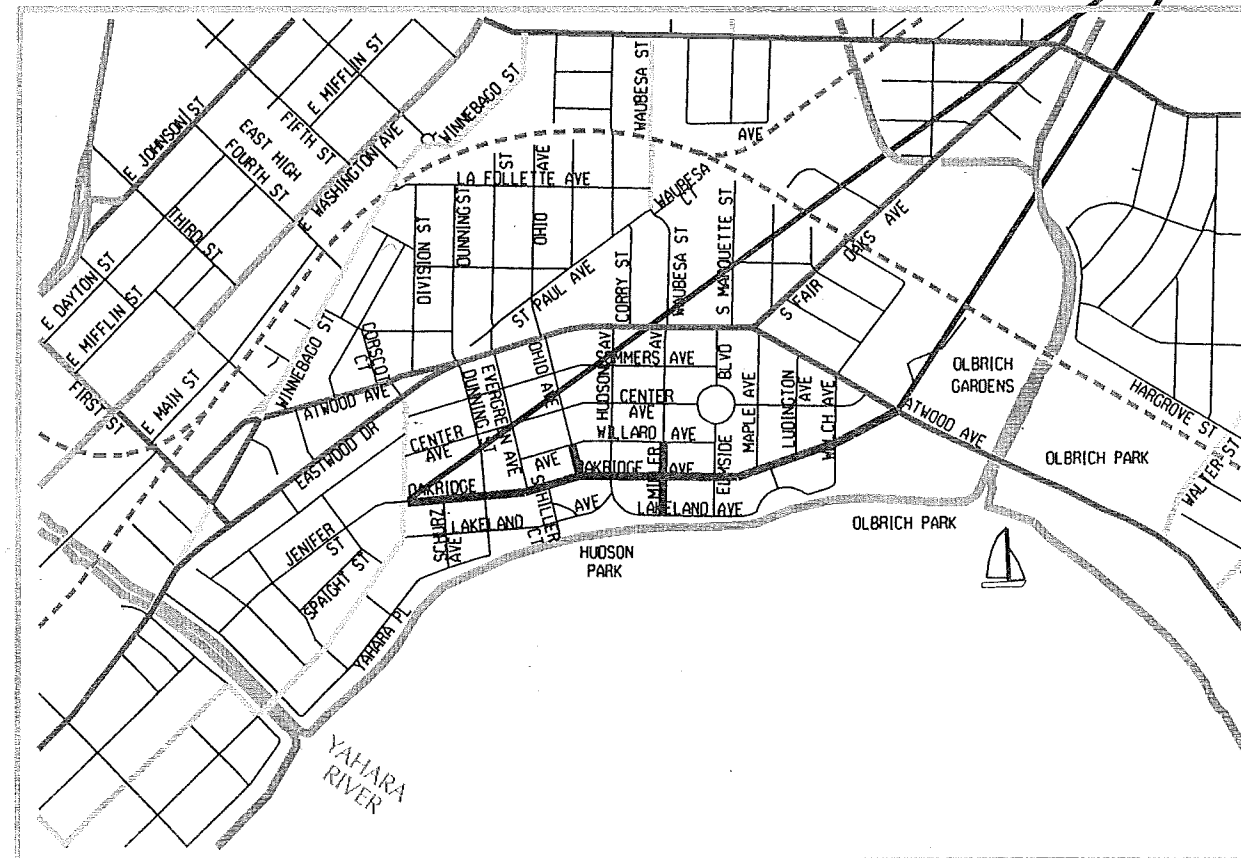 E MIFFLIN ST
WINNEBAGO ST
WAUBESA ST
E JOHNSON ST
FIFTH ST
EAST HIGH
FOURTH ST
E WASHINGTON AVE
AVE
ST
AVE
LA FOLLETTE AVE
WAUBESA
CT
THIRD ST
DIVISION ST
DUNNING ST
OHIO
S MARQUETTE ST
OAKS AVE
S FAIR
E DAYTON ST
E MIFFLIN ST
ST PAUL AVE
CORRY ST
WAUBESA ST
WINNEBAGO ST
CORSCOT
CT
OHIO AVE
HUDSON
AV
AV
MMERS AVE
BLVD
FIRST ST
E MAIN ST
ATWOOD AVE
EVERGREEN AVE
DUNNING ST
CENTER
AVE
MAPLE AVE
LUDINGTON
AVE
OLBRICH
GARDENS
HARGROVE ST
EASTWOOD DR
CENTER
AVE
WILLARD AVE
ATWOOD AVE
OLBRICH PARK
WALTER ST
AVE
OAKRIDGE
OAKRIDGE AVE
MILLER
ELMSIDE
LCH AVE
SCHILLER
CT
SCHURZ
AVE
LAKELAND AVE
LAKELAND AVE
OLBRICH PARK
JENIFER
ST
HUDSON
PARK
SPAIGHT ST
YAHARA PL
YAHARA
RIVER